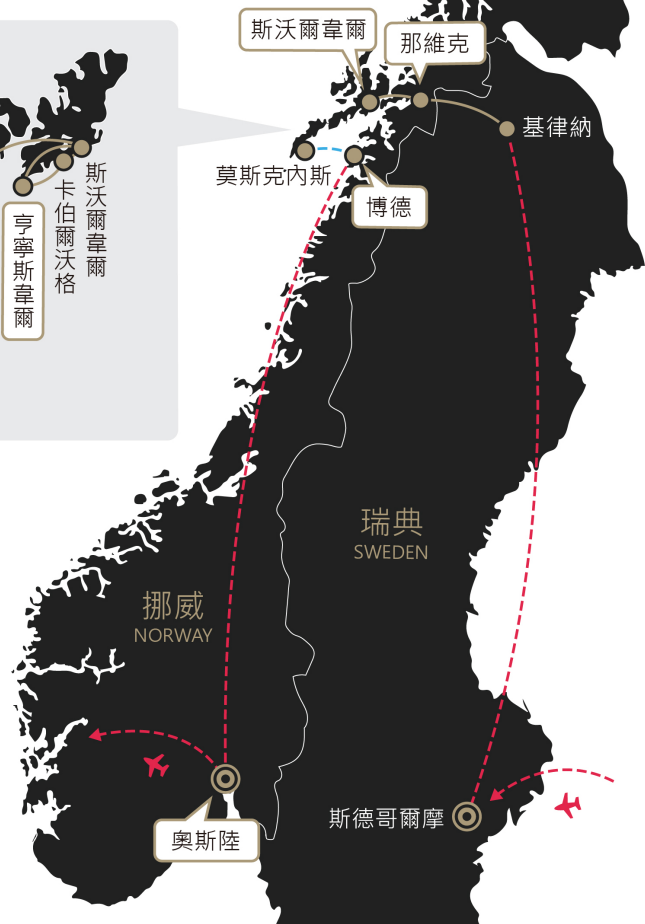 斯沃爾韋爾
那維克
基律納
莫斯克內斯
博德
斯沃爾韋爾
卡伯爾沃格
亨寧斯韋爾
瑞典
SWEDEN
挪威
NORWAY
奧斯陸
斯德哥爾摩